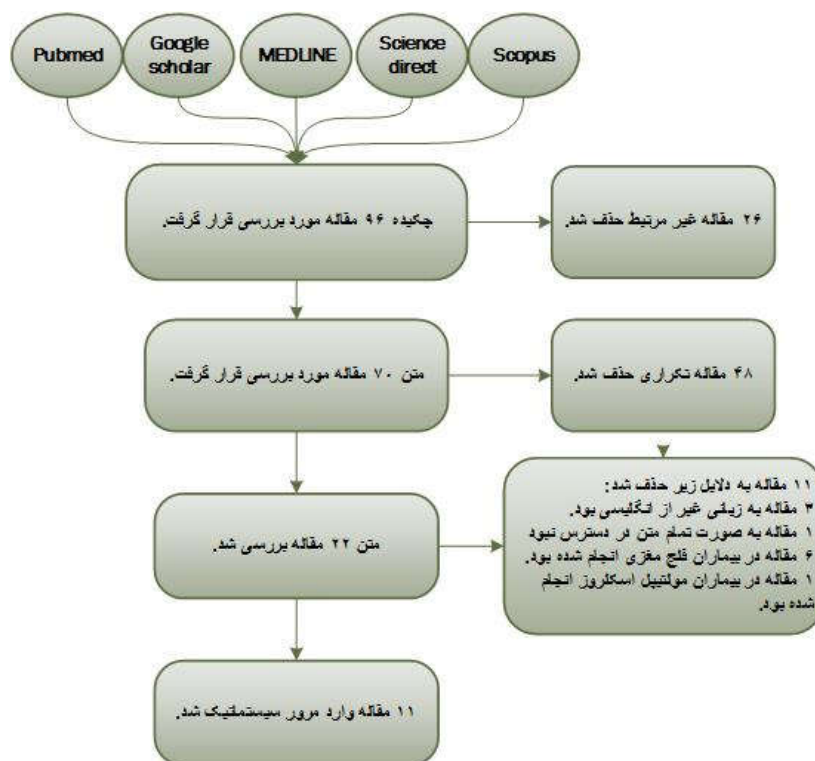 Pubmed
Google
scholar
MEDLINE
Science
direct
Scopus
چکیده ۹۶ مقاله مورد بررسی قرار گرفت.
۲۶ مقاله غیر مرتبط حذف شد.
متن ۷۰ مقاله مورد بررسی قرار گرفت.
۴۸ مقاله تکراری حذف شد.
متن ۲۲ مقاله بررسی شد.
۱۱ مقاله به دلایل زیر حذف شد:
۳ مقاله به زبانی غیر از انگلیسی بود.
۱ مقاله به صورت تمام متن در دسترس نبود
۶ مقاله در بیماران فلج مغزی انجام شده بود.
۱ مقاله در بیماران مولتیپل اسکلروز انجام
شده بود.
۱۱ مقاله وارد مرور سیستماتیک شد.